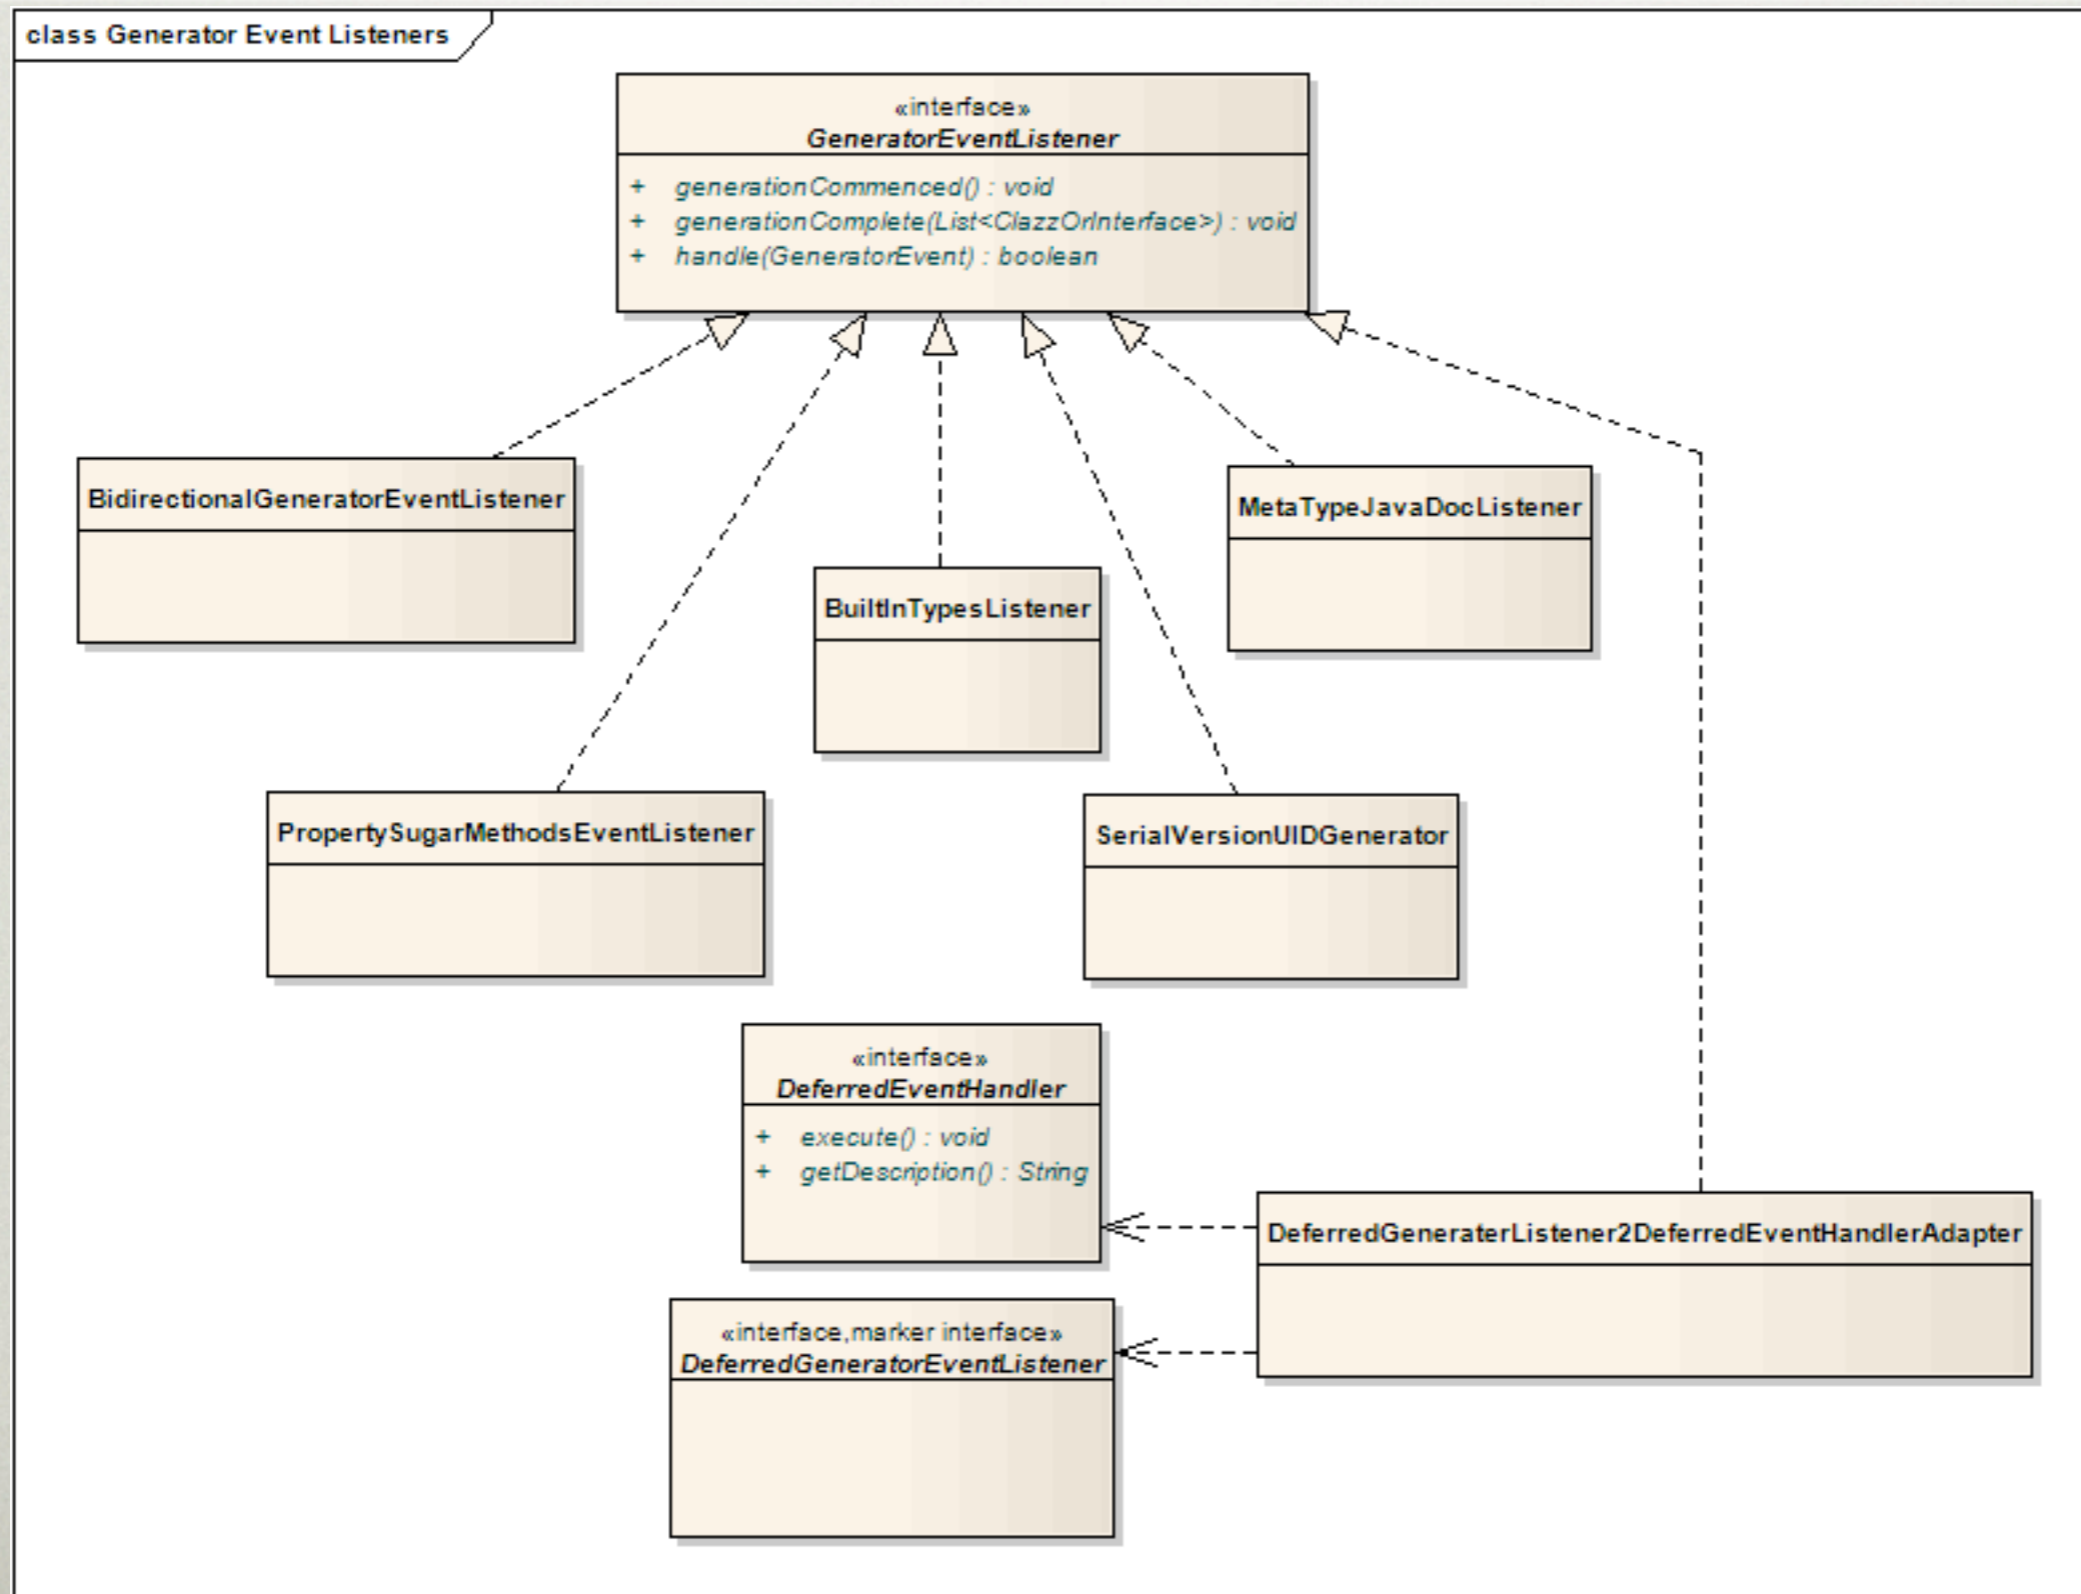 class Generator Event Listeners
«interface»
GeneratorEventListener
+ generationCommenced() : void
+ generationComplete(List<ClazzOrInterface>) : void
+ handle(GeneratorEvent) : boolean
BidirectionalGeneratorEventListener
MetaTypeJavaDocListener
BuiltInTypesListener
PropertySugarMethodsEventListener
SerialVersionUIDGenerator
«interface»
DeferredEventHandler
+ execute() : void
+ getDescription() : String
DeferredGeneraterListener2DeferredEventHandlerAdapter
«interface,marker interface»
DeferredGeneratorEventListener